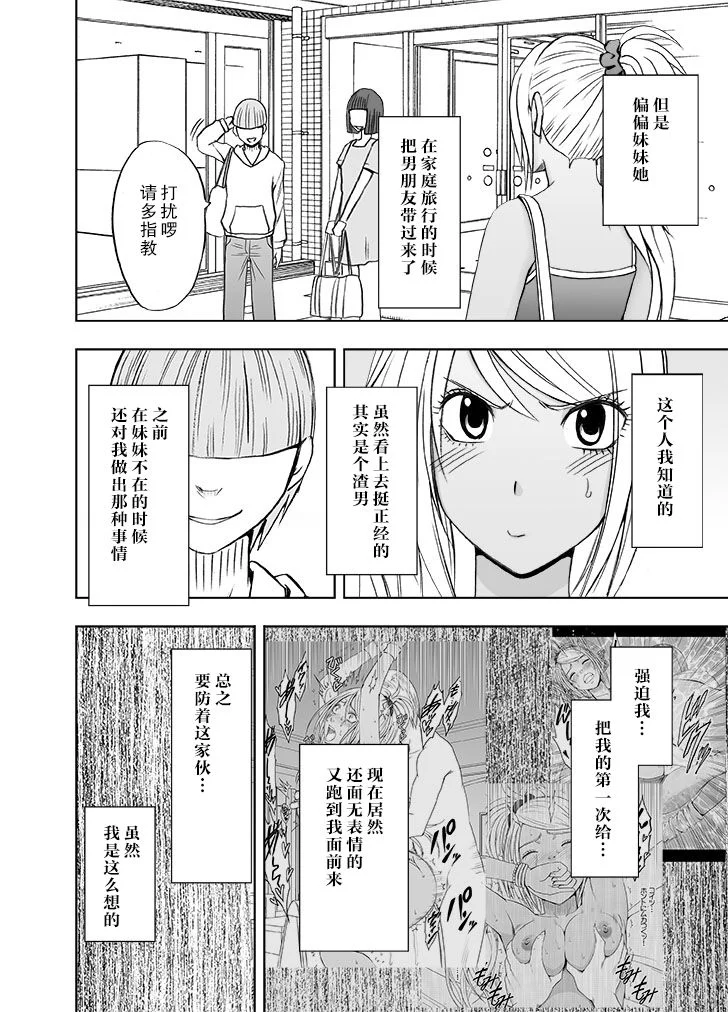 但是
偏偏妹妹她
在家庭旅行的时候
把男朋友带过来了
打扰啰
请多指教
这个人我知道的
虽然看上去挺正经的
其实是个渣男
之前
在妹妹不在的时候
还对我做出那种事情
强迫我…
把我的第一次给…
现在居然
还面无表情的
又跑到我面前来
总之
要防着这家伙…
虽然
我是这么想的